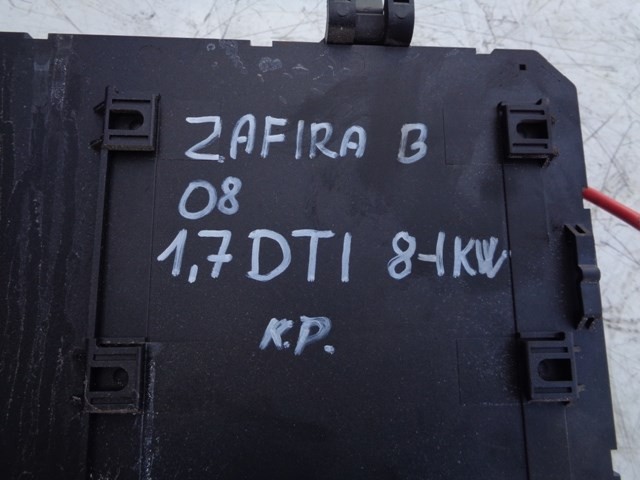 ZAFIRA B
08
1,7 DTI 81KW
K.P.